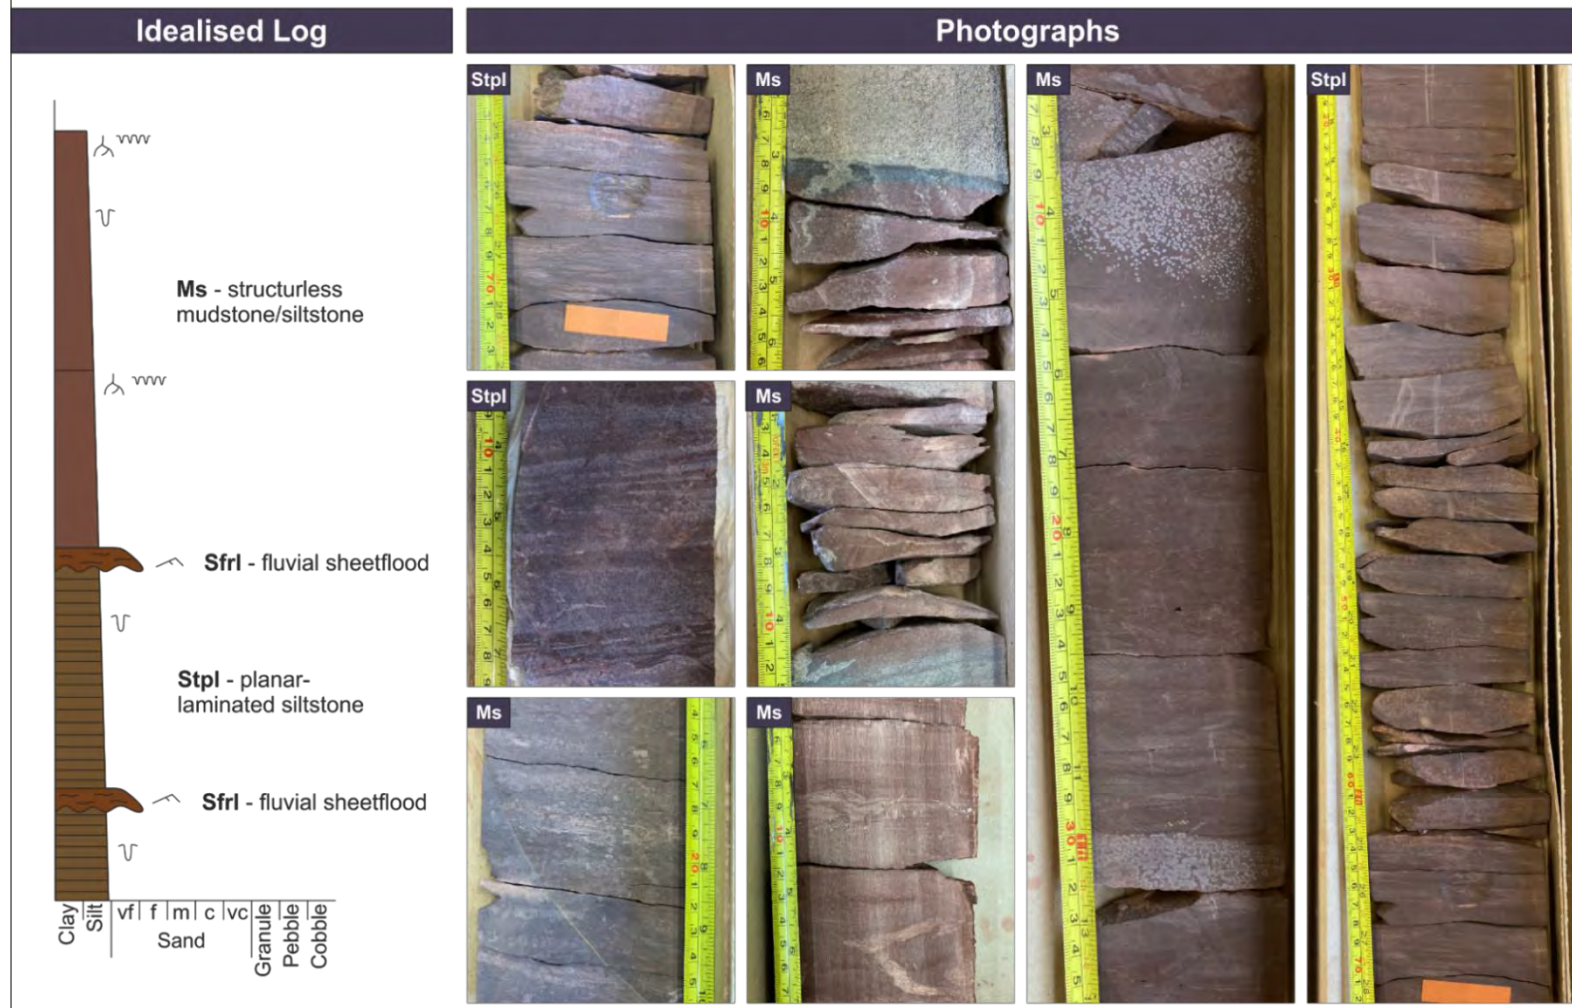 Idealised Log
Photographs
Ms - structurless
mudstone/siltstone
Sfrl - fluvial sheetflood
Stpl - planar-
laminated siltstone
Sfrl - fluvial sheetflood
Clay
Silt
vf
f
m
c
vc
Sand
Granule
Pebble
Cobble
Stpl
Ms
Ms
Stpl
Stpl
Ms
Ms
Ms